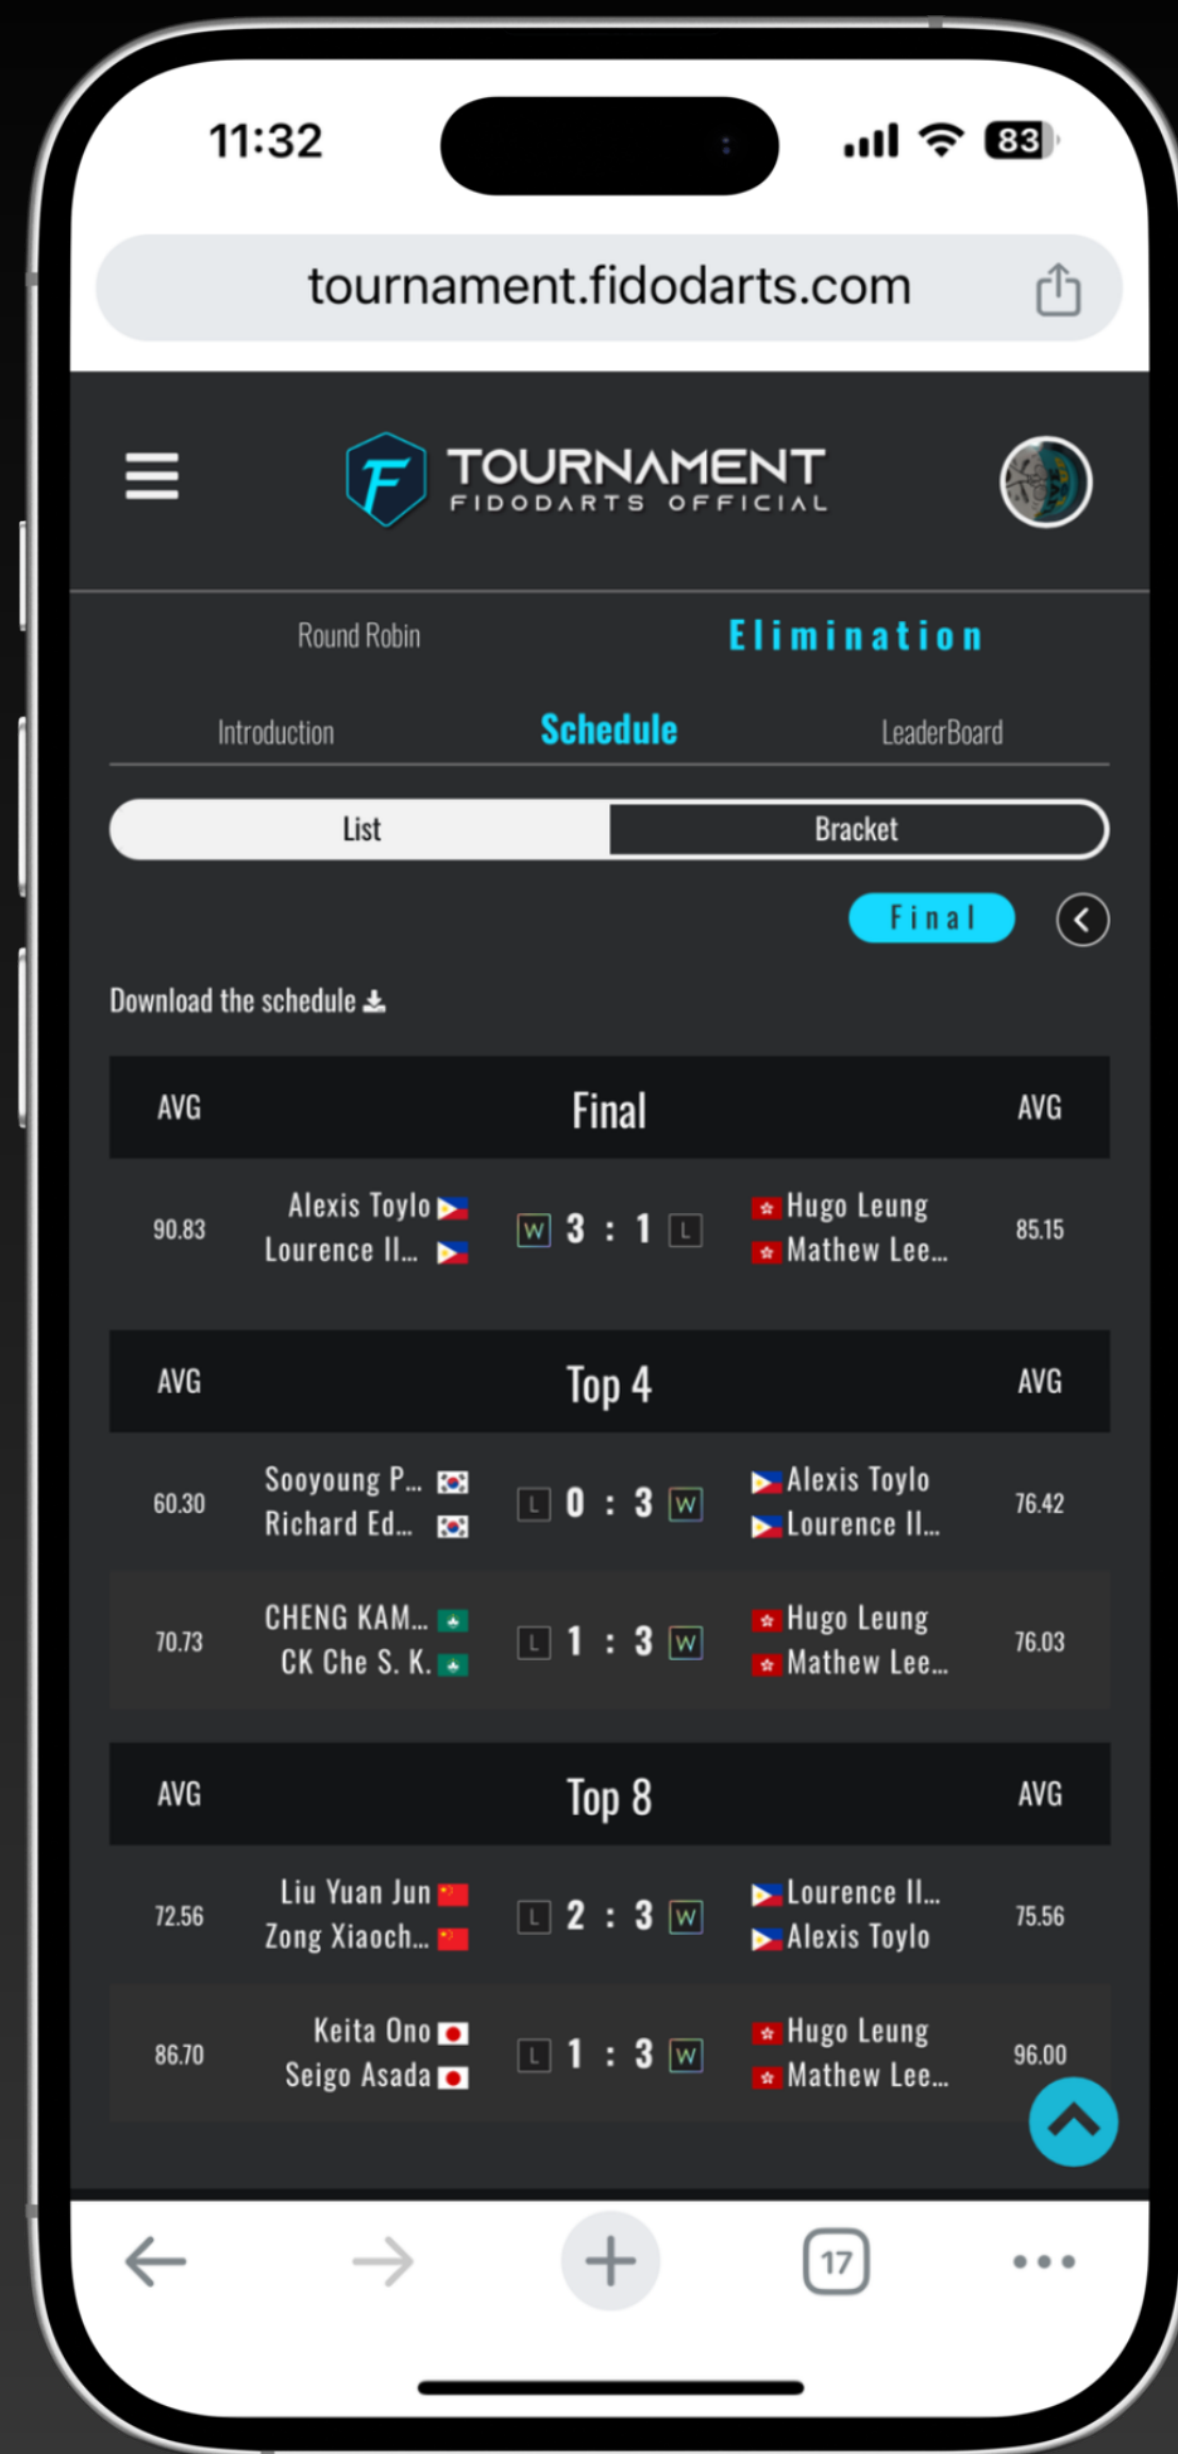 11:32
83
tournament.fidodarts.com
TOURNAMENT
FIDODARTS OFFICIAL
Round Robin Elimination
Introduction Schedule LeaderBoard
List Bracket
Final
Download the schedule
AVG Final AVG
Alexis Toylo Hugo Leung
90.83 W 3 : 1 L 85.15
Lourence Il... Mathew Lee...
AVG Top 4 AVG
Sooyoung P... Alexis Toylo
60.30 L 0 : 3 W 76.42
Richard Ed... Lourence Il...
CHENG KAM... Hugo Leung
70.73 L 1 : 3 W 76.03
CK Che S. K. Mathew Lee...
AVG Top 8 AVG
Liu Yuan Jun Lourence Il...
72.56 L 2 : 3 W 75.56
Zong Xiaoch... Alexis Toylo
Keita Ono Hugo Leung
86.70 L 1 : 3 W 96.00
Seigo Asada Mathew Lee...
17